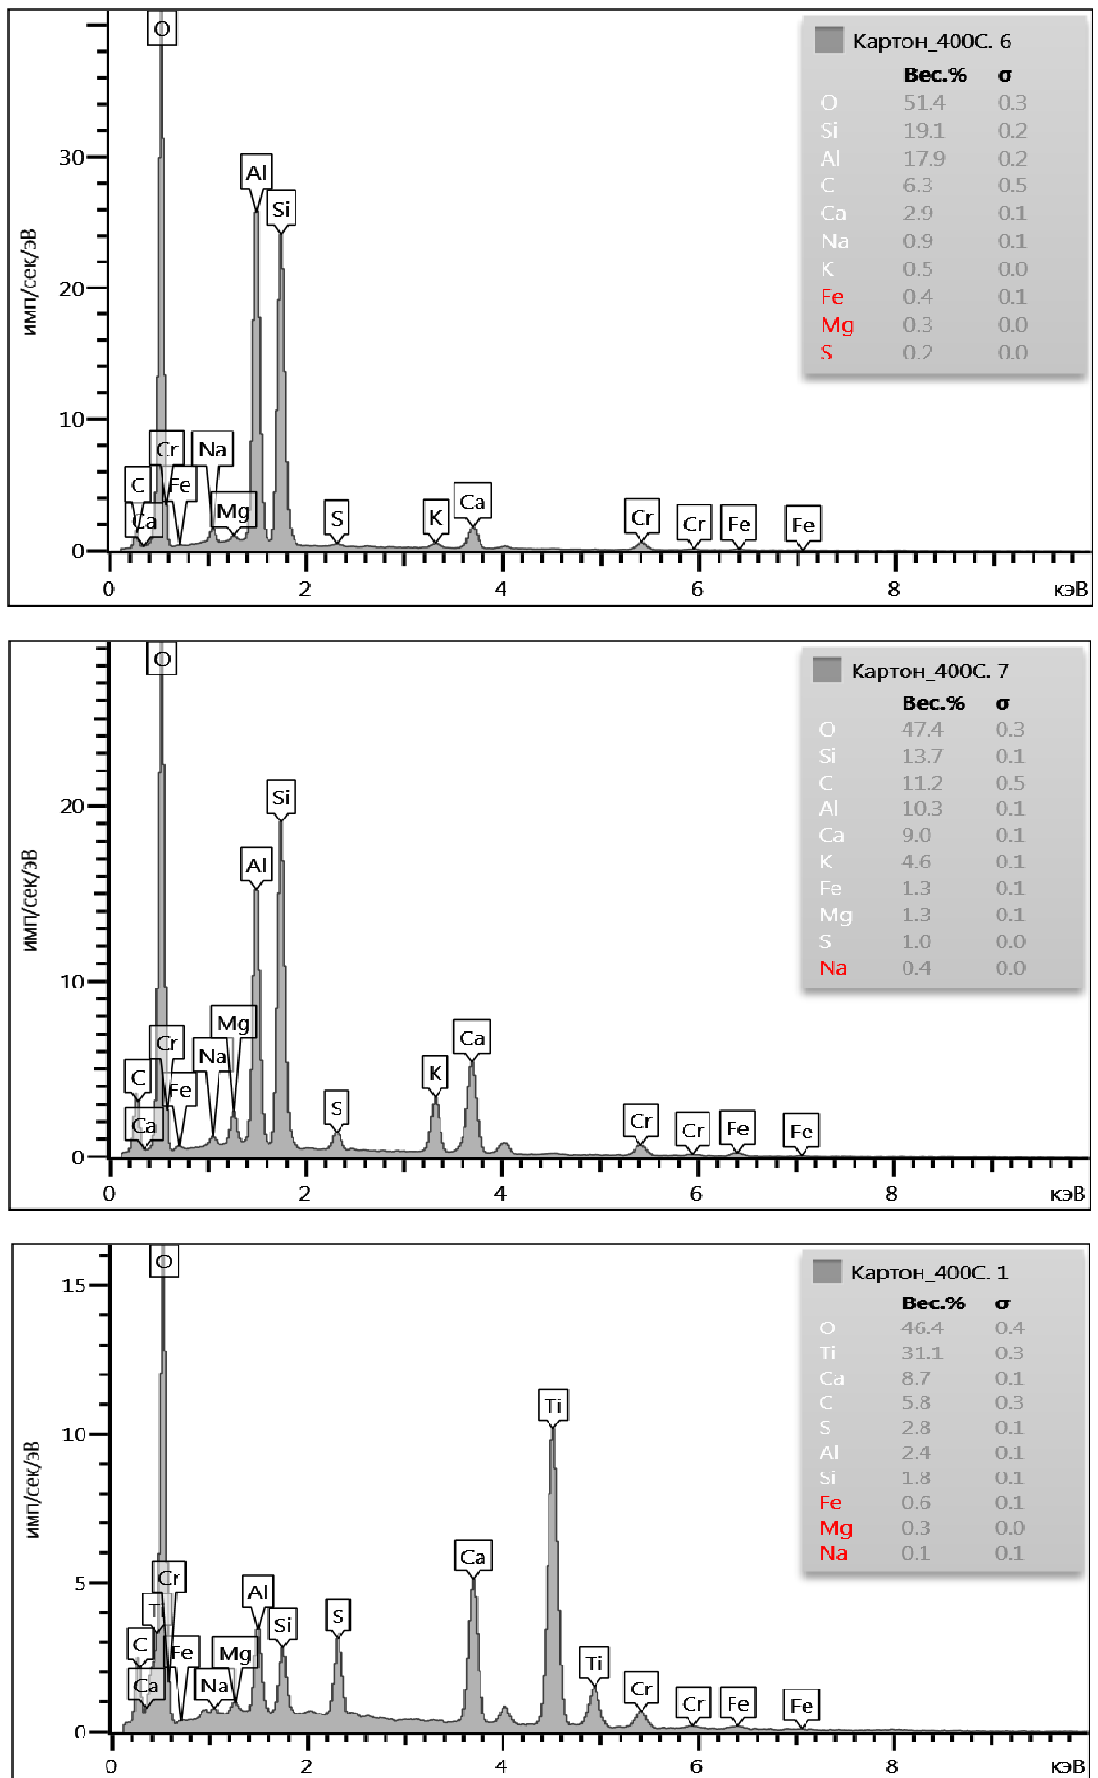 O
Al
Si
Cr
Na
C
Fe
Ca
Mg
S
K
Ca
Cr
Cr
Fe
Fe
30
20
10
0
имп/сек/эВ
0 2 4 6 8 кэВ
Картон_400С. 6
Вес.% σ
O 51.4 0.3
Si 19.1 0.2
Al 17.9 0.2
C 6.3 0.5
Ca 2.9 0.1
Na 0.9 0.1
K 0.5 0.0
Fe 0.4 0.1
Mg 0.3 0.0
S 0.2 0.0
O
Si
Al
Mg
Cr
Na
C
Fe
Ca
S
K
Ca
Cr
Cr
Fe
Fe
20
10
0
имп/сек/эВ
0 2 4 6 8 кэВ
Картон_400С. 7
Вес.% σ
O 47.4 0.3
Si 13.7 0.1
C 11.2 0.5
Al 10.3 0.1
Ca 9.0 0.1
K 4.6 0.1
Fe 1.3 0.1
Mg 1.3 0.1
S 1.0 0.0
Na 0.4 0.0
O
Ti
Cr
Ti
C
Fe
Ca
Na
Mg
Al
Si
S
Ca
Ti
Cr
Cr
Fe
Fe
15
10
5
0
имп/сек/эВ
0 2 4 6 8 кэВ
Картон_400С. 1
Вес.% σ
O 46.4 0.4
Ti 31.1 0.3
Ca 8.7 0.1
C 5.8 0.3
S 2.8 0.1
Al 2.4 0.1
Si 1.8 0.1
Fe 0.6 0.1
Mg 0.3 0.0
Na 0.1 0.1